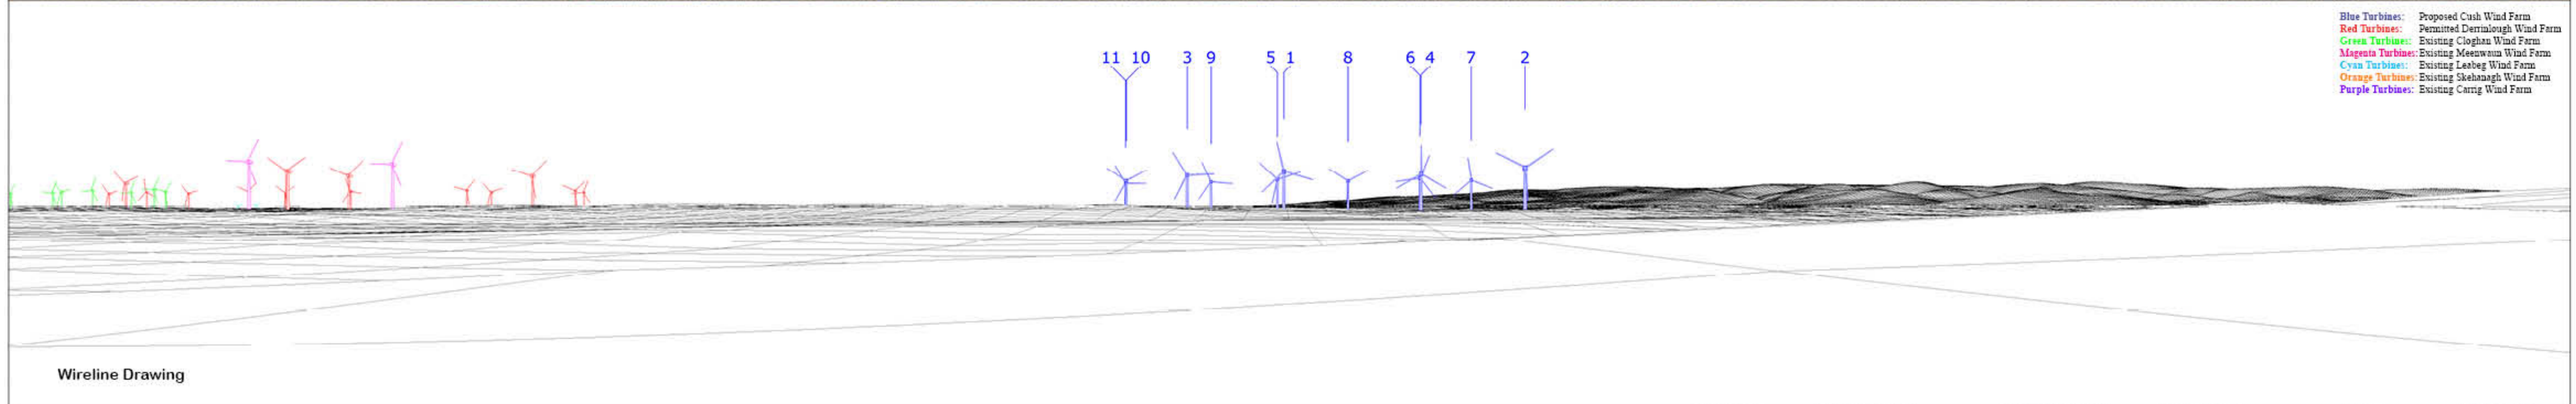 Blue Turbines: Proposed Cush Wind Farm
Red Turbines: Permitted Derrinlough Wind Farm
Green Turbines: Existing Cloghan Wind Farm
Magenta Turbines: Existing Meenwaun Wind Farm
Cyan Turbines: Existing Leabeg Wind Farm
Orange Turbines: Existing Skehanagh Wind Farm
Purple Turbines: Existing Carrig Wind Farm
11 10 3 9 5 1 8 6 4 7 2
Wireline Drawing